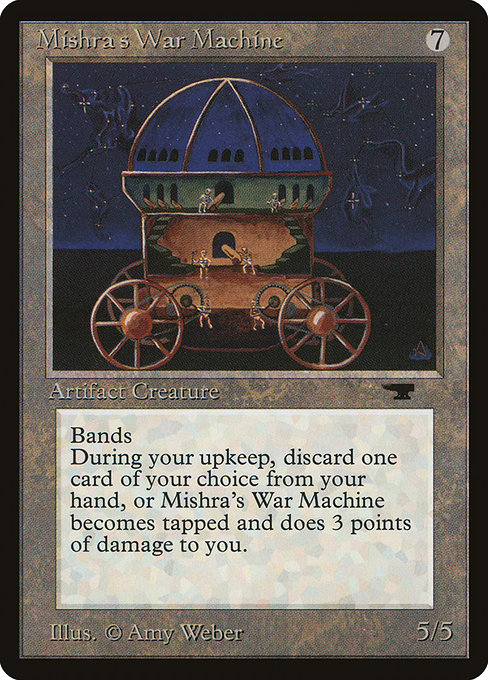 Mishra's War Machine 7
Artifact Creature
Bands
During your upkeep, discard one
card of your choice from your
hand, or Mishra's War Machine
becomes tapped and does 3 points
of damage to you.
Illus. © Amy Weber 5/5